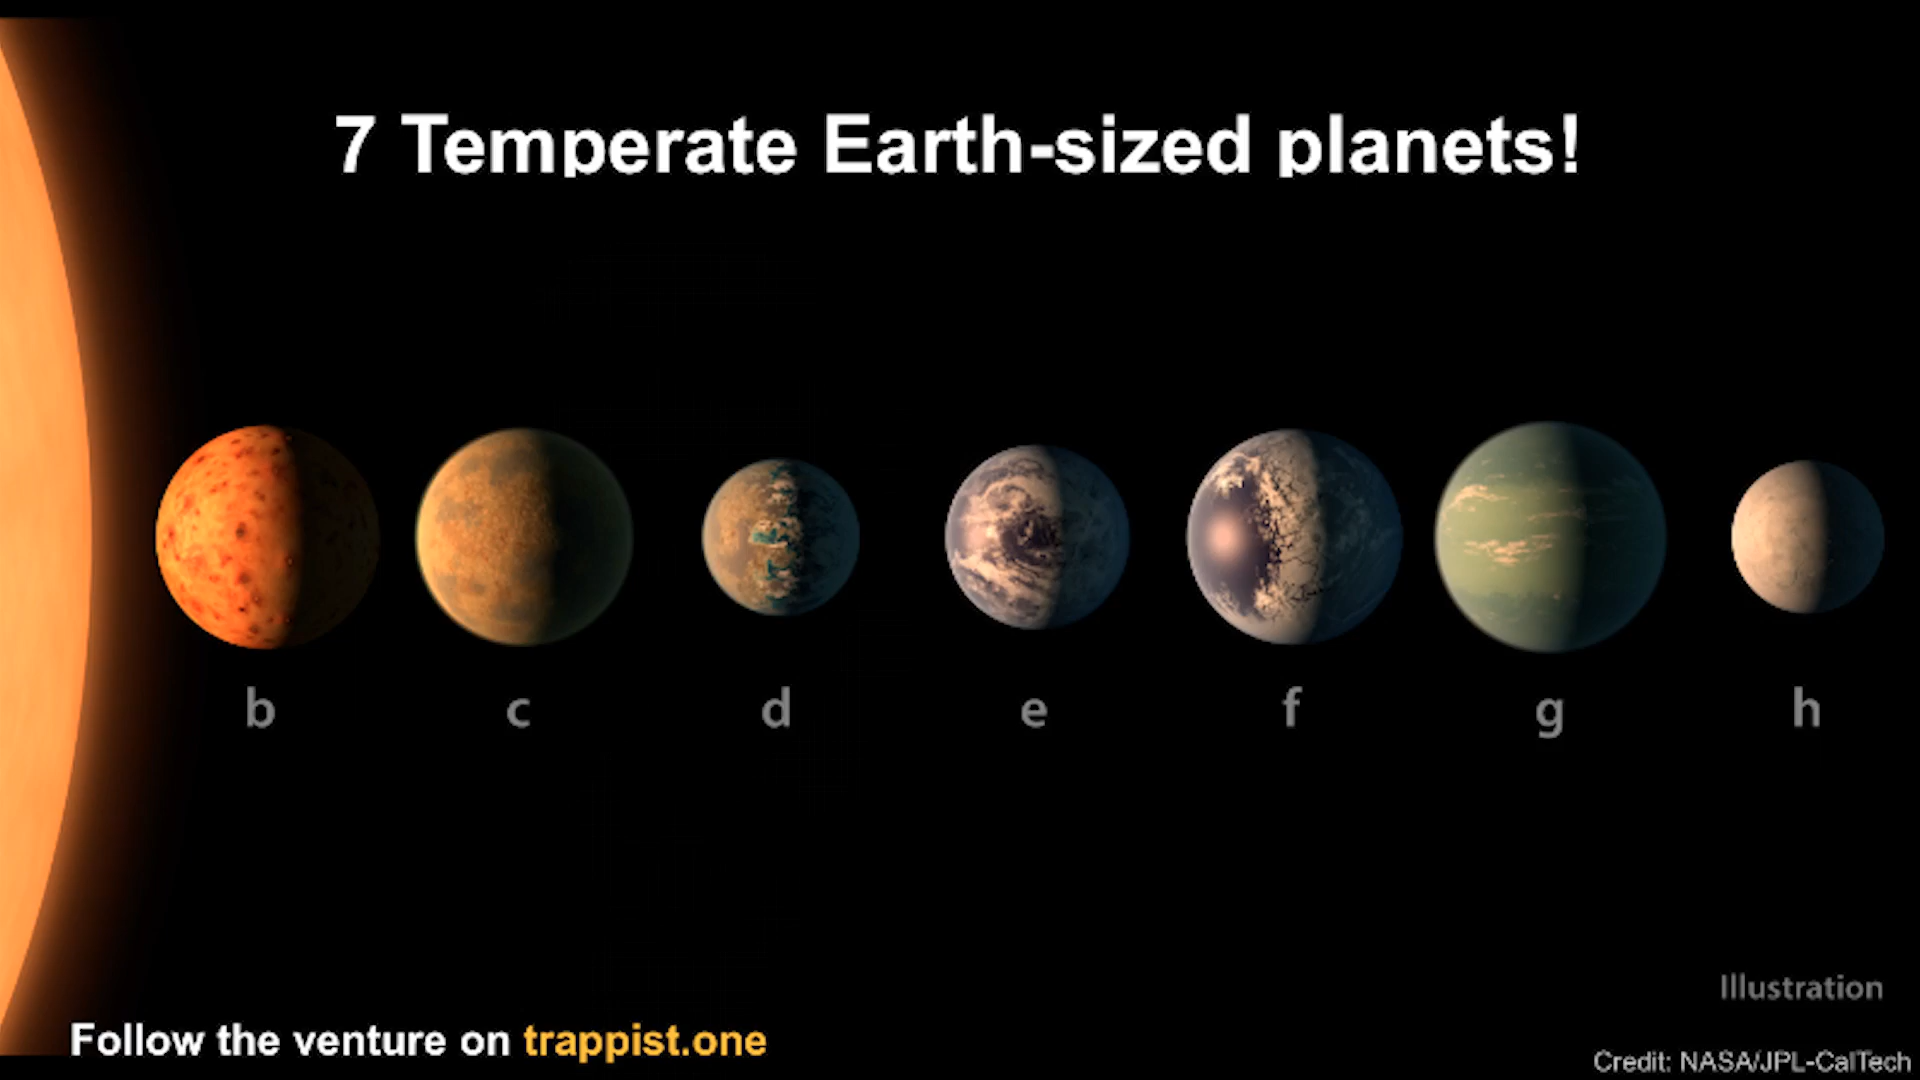 7 Temperate Earth-sized planets!
b c d e f g h
Illustration
Follow the venture on trappist.one
Credit: NASA/JPL-CalTech